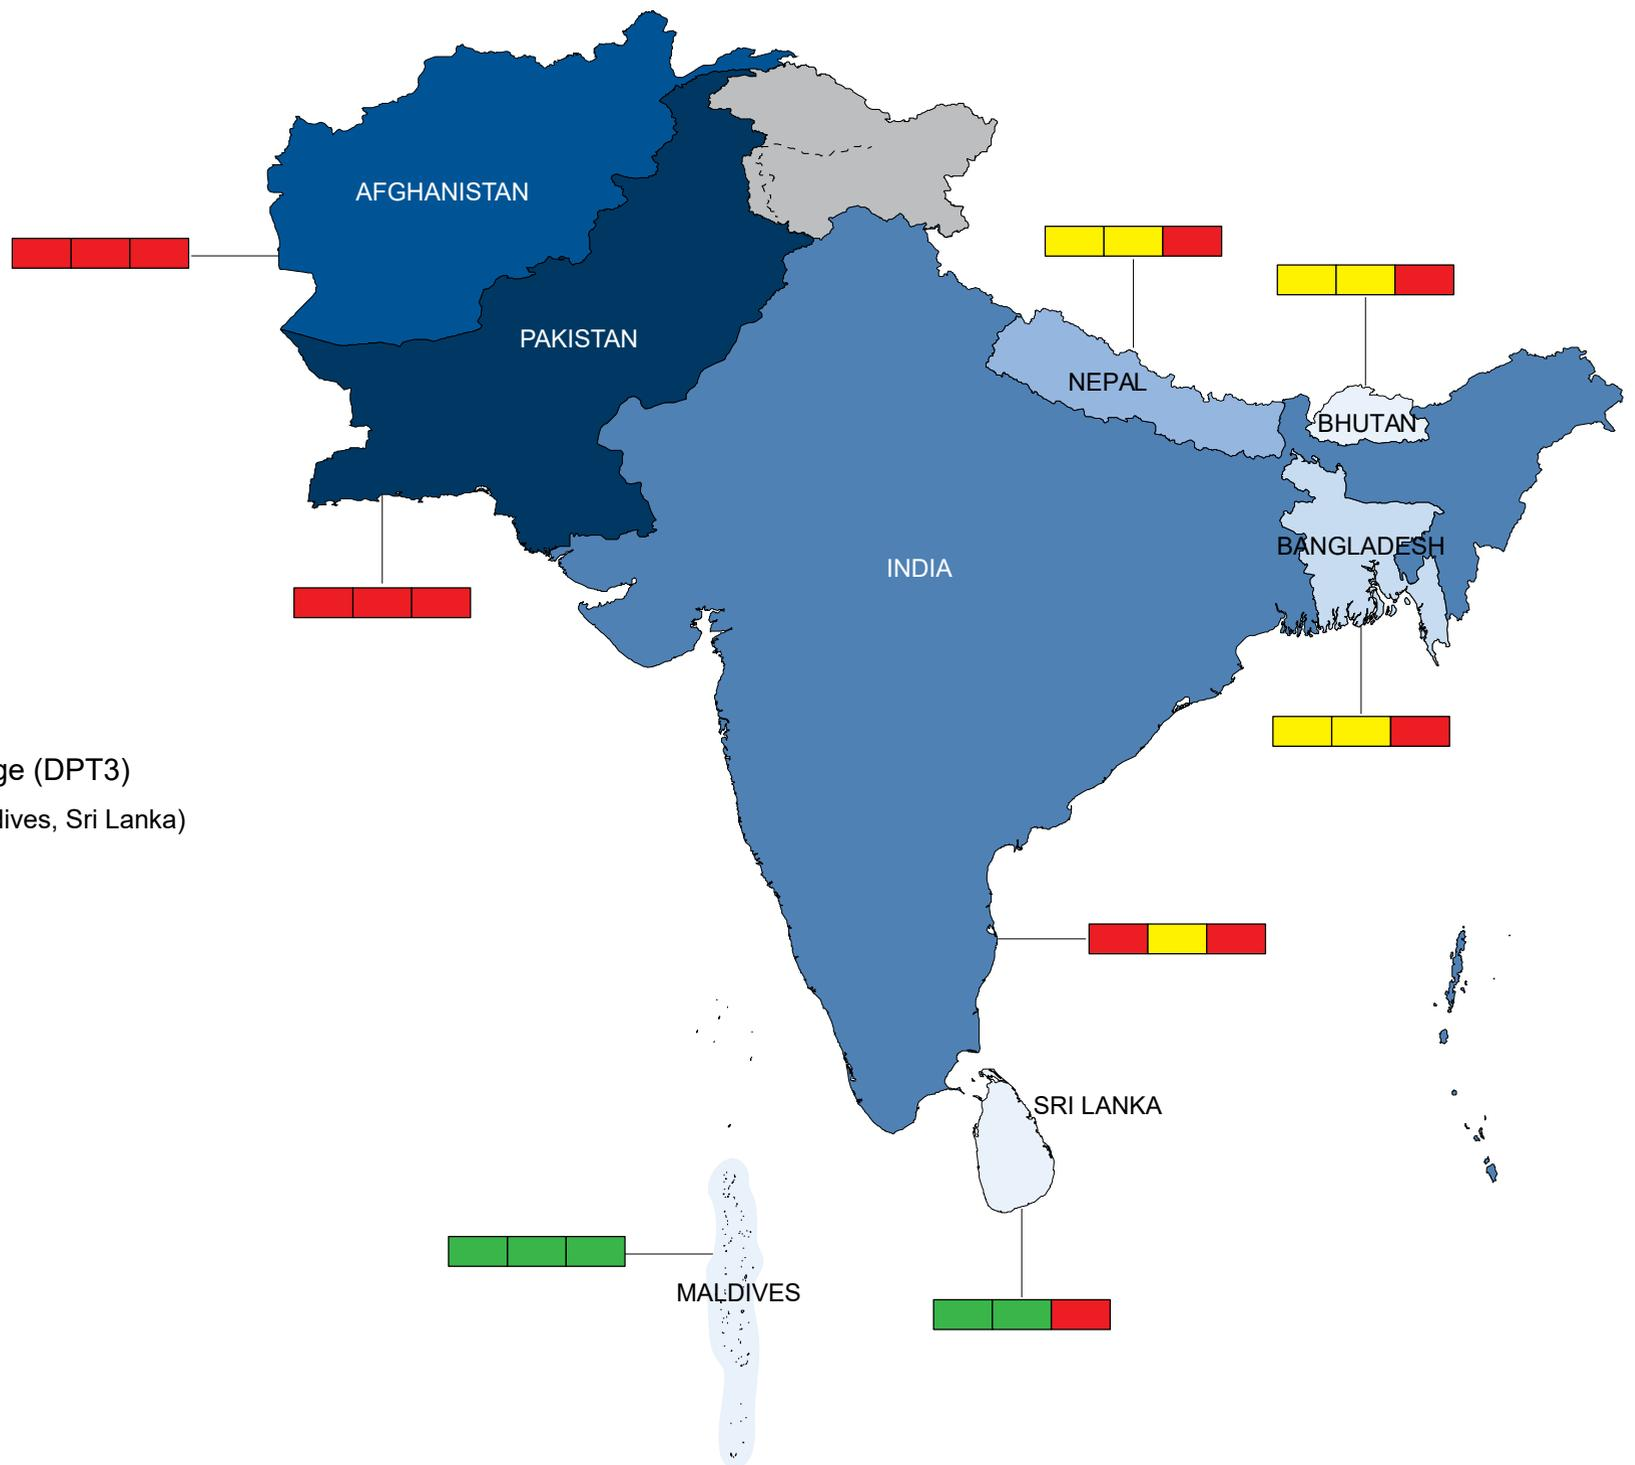 AFGHANISTAN
PAKISTAN
NEPAL
BHUTAN
BANGLADESH
INDIA
ge (DPT3)
lives, Sri Lanka)
SRI LANKA
MALDIVES